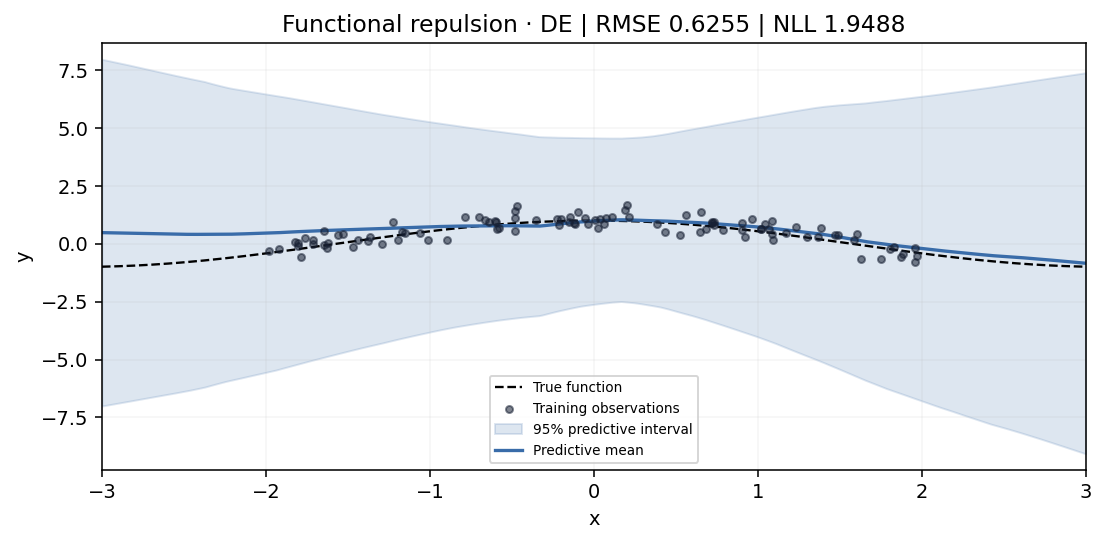 Functional repulsion · DE | RMSE 0.6255 | NLL 1.9488
7.5
5.0
2.5
0.0
−2.5
−5.0
−7.5
y
True function
Training observations
95% predictive interval
Predictive mean
−3
−2
−1
0
1
2
3
x